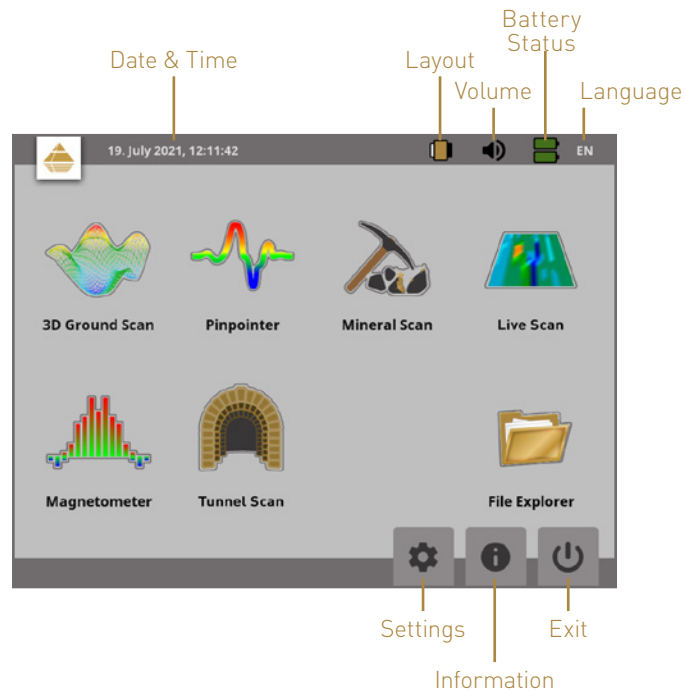 Battery
Status
Date & Time
Layout
Volume
Language
19. July 2021, 12:11:42
EN
3D Ground Scan
Pinpointer
Mineral Scan
Live Scan
Magnetometer
Tunnel Scan
File Explorer
Settings
Exit
Information